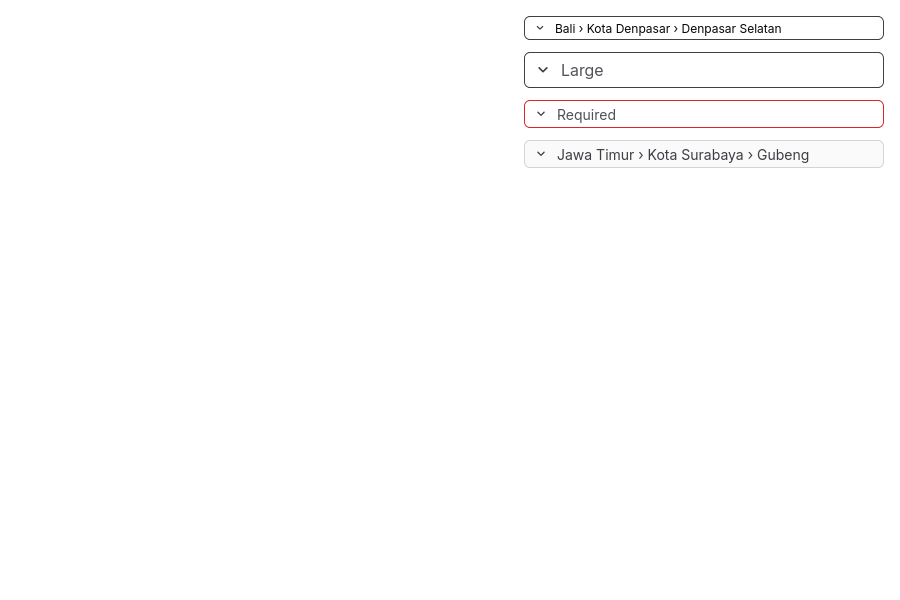 Bali › Kota Denpasar › Denpasar Selatan
Large
Required
Jawa Timur › Kota Surabaya › Gubeng